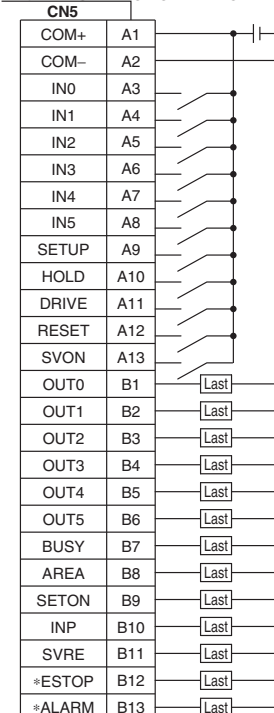 CN5
COM+ A1
COM– A2
IN0 A3
IN1 A4
IN2 A5
IN3 A6
IN4 A7
IN5 A8
SETUP A9
HOLD A10
DRIVE A11
RESET A12
SVON A13
OUT0 B1 Last
OUT1 B2 Last
OUT2 B3 Last
OUT3 B4 Last
OUT4 B5 Last
OUT5 B6 Last
BUSY B7 Last
AREA B8 Last
SETON B9 Last
INP B10 Last
SVRE B11 Last
∗ESTOP B12 Last
∗ALARM B13 Last